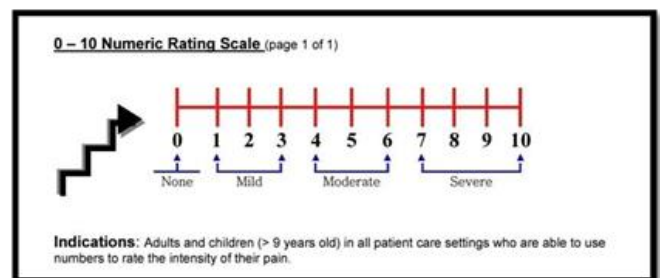 0 – 10 Numeric Rating Scale (page 1 of 1)
0 1 2 3 4 5 6 7 8 9 10
None Mild Moderate Severe
Indications: Adults and children (> 9 years old) in all patient care settings who are able to use
numbers to rate the intensity of their pain.